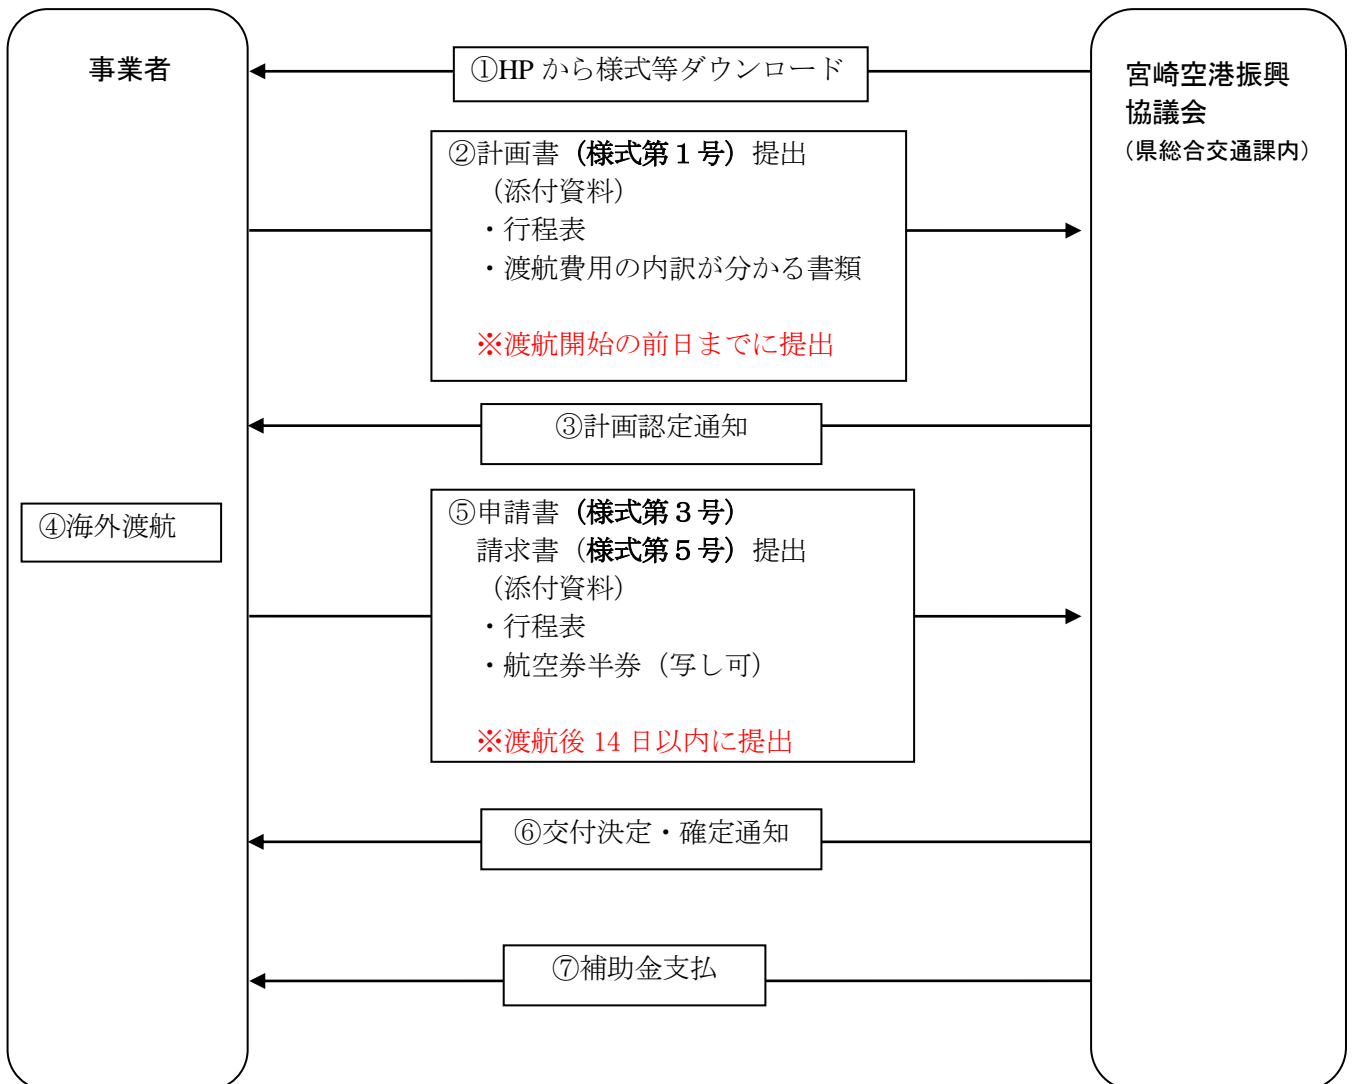 事業者
①HP から様式等ダウンロード
宮崎空港振興
協議会
（県総合交通課内）
②計画書（様式第１号）提出
（添付資料）
・行程表
・渡航費用の内訳が分かる書類
※渡航開始の前日までに提出
③計画認定通知
④海外渡航
⑤申請書（様式第３号）
請求書（様式第５号）提出
（添付資料）
・行程表
・航空券半券（写し可）
※渡航後 14 日以内に提出
⑥交付決定・確定通知
⑦補助金支払